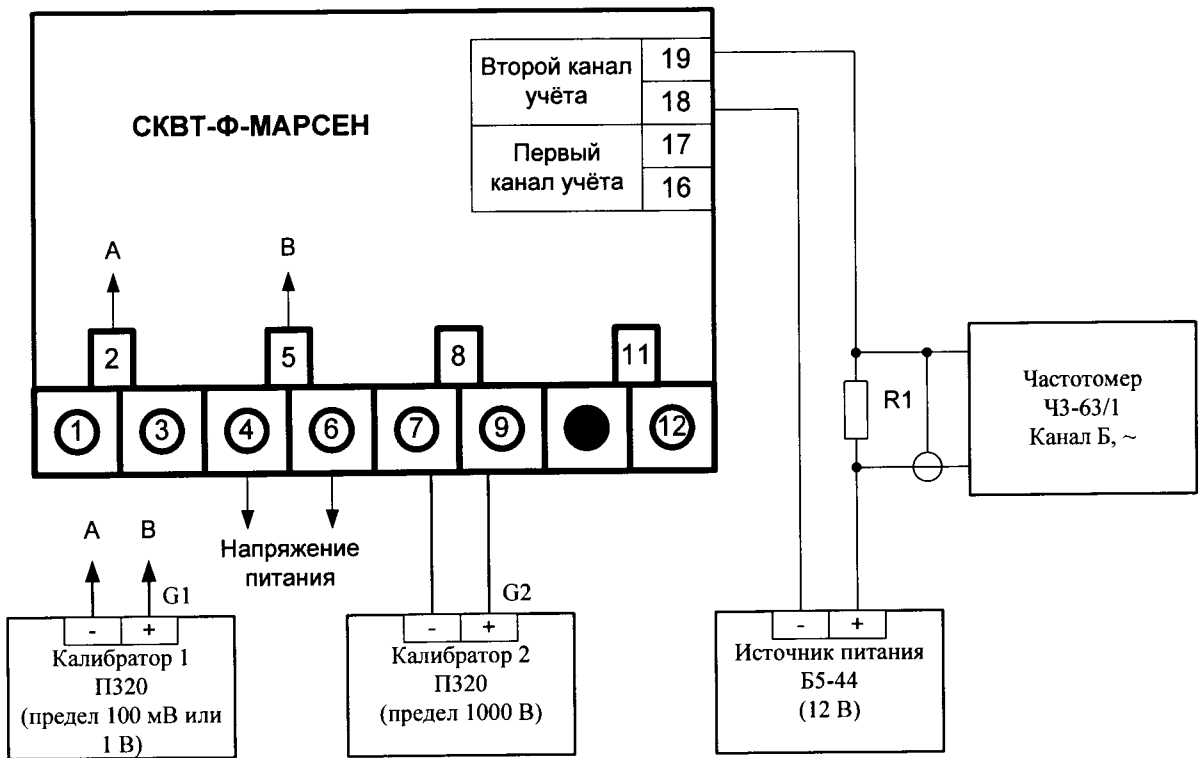 Второй канал
учёта
19
18
СКВТ-Ф-МАРСЕН
Первый
канал учёта
17
16
A
B
2
5
8
11
1
3
4
6
7
9
12
R1
Частотомер
Ч3-63/1
Канал Б, ~
A
B
Напряжение
питания
G1
G2
- +
Калибратор 1
П320
(предел 100 мВ или
1 В)
- +
Калибратор 2
П320
(предел 1000 В)
- +
Источник питания
Б5-44
(12 В)